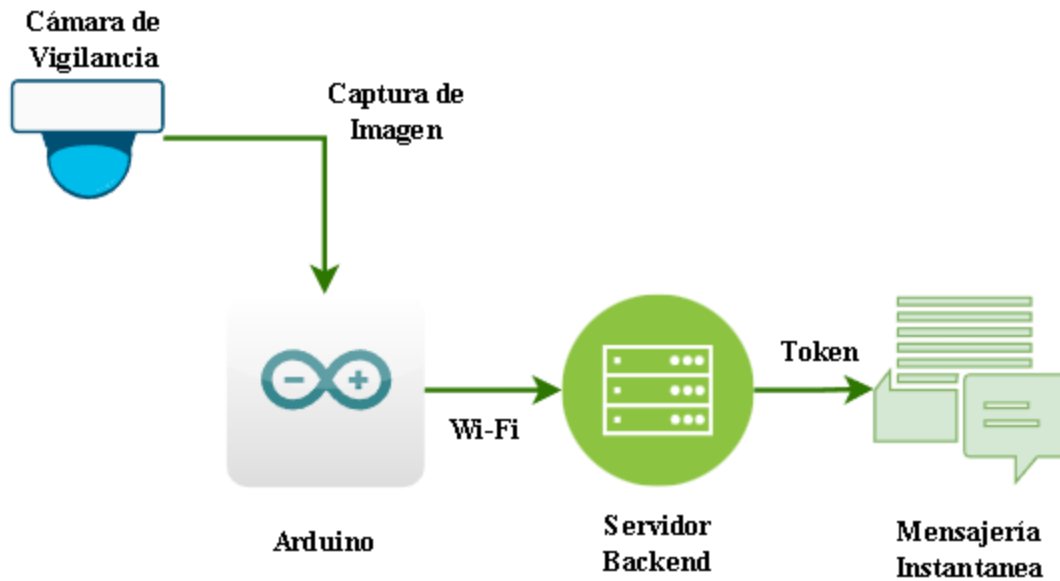 Cámara de
Vigilancia
Captura de
Imagen
Token
Wi-Fi
Arduino
Servidor
Backend
Mensajería
Instantanea